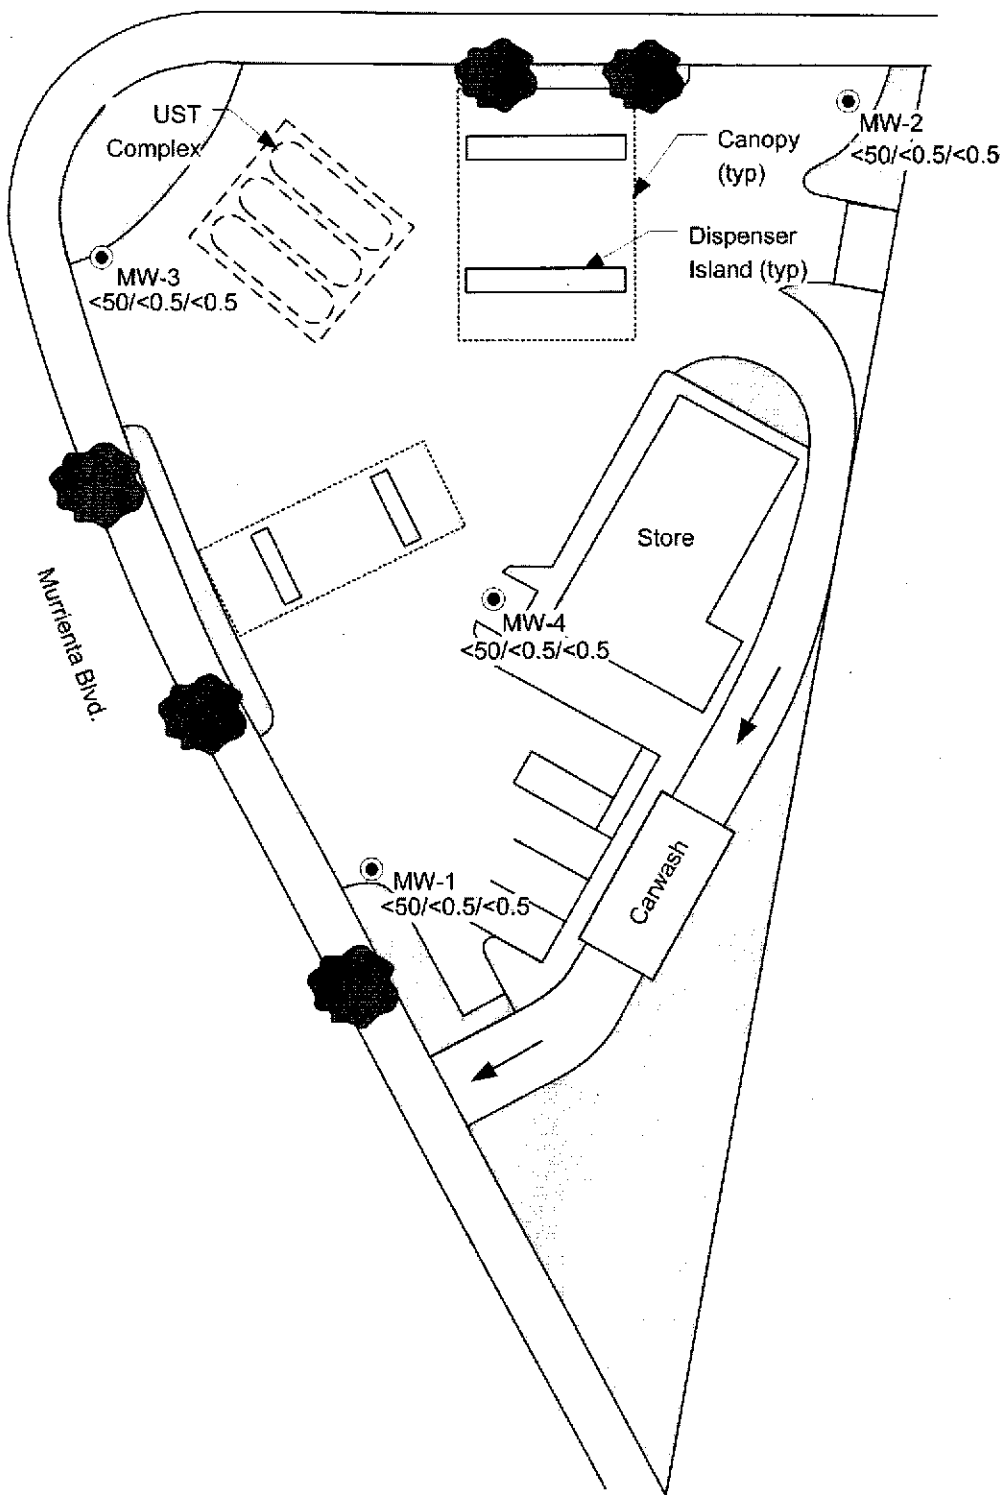 UST
Complex
MW-2
<50/<0.5/<0.5
Canopy
(typ)
Dispenser
Island (typ)
MW-3
<50/<0.5/<0.5
Store
MW-4
<50/<0.5/<0.5
Murrienta Blvd.
MW-1
<50/<0.5/<0.5
Carwash